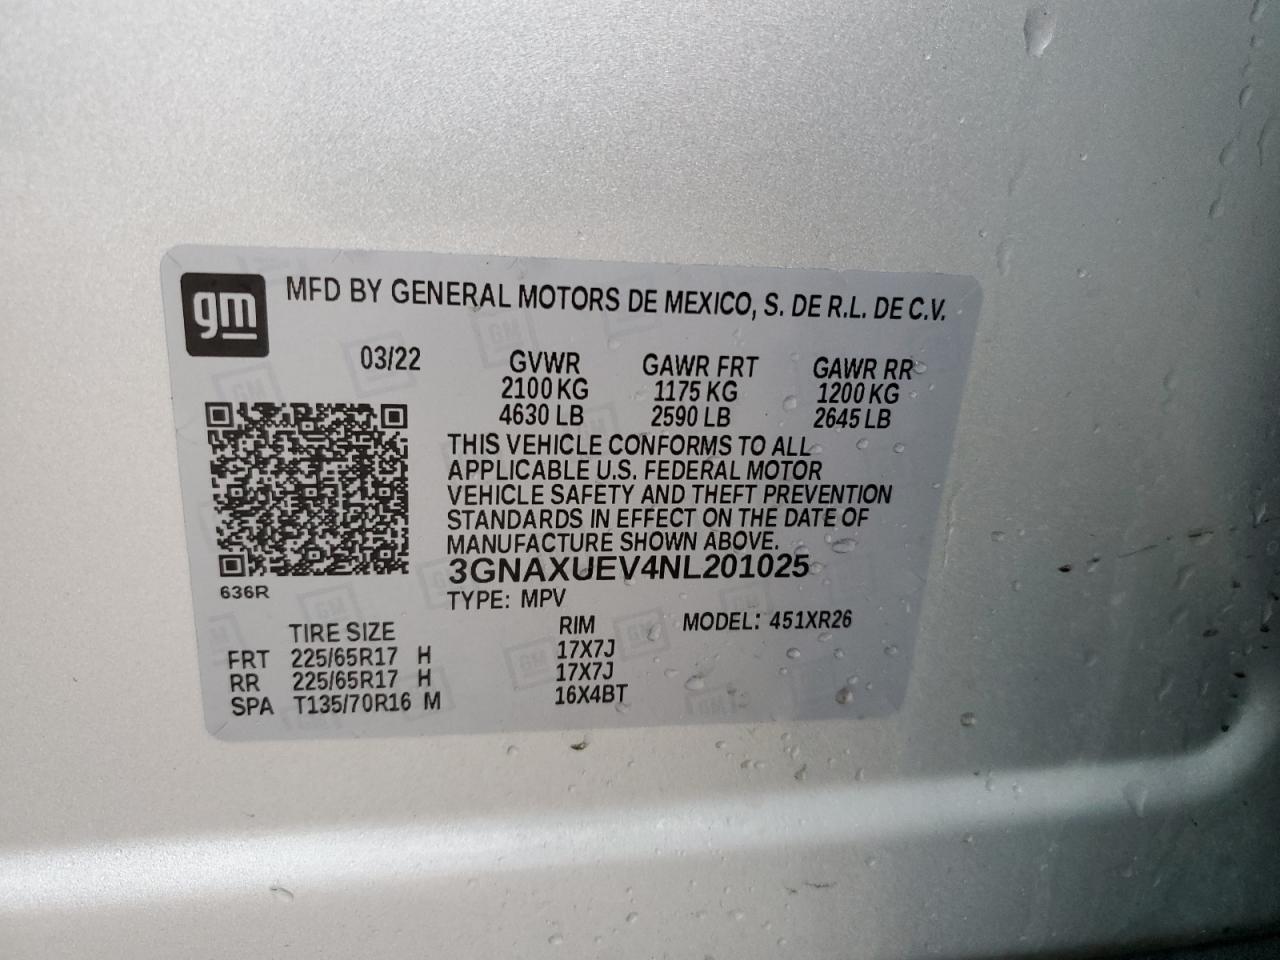 gm
MFD BY GENERAL MOTORS DE MEXICO, S. DE R.L. DE C.V.
03/22 GVWR GAWR FRT GAWR RR
2100 KG 1175 KG 1200 KG
4630 LB 2590 LB 2645 LB
THIS VEHICLE CONFORMS TO ALL
APPLICABLE U.S. FEDERAL MOTOR
VEHICLE SAFETY AND THEFT PREVENTION
STANDARDS IN EFFECT ON THE DATE OF
MANUFACTURE SHOWN ABOVE.
3GNAXUEV4NL201025
636R
TYPE: MPV
TIRE SIZE RIM MODEL: 451XR26
FRT 225/65R17 H 17X7J
RR 225/65R17 H 17X7J
SPA T135/70R16 M 16X4BT